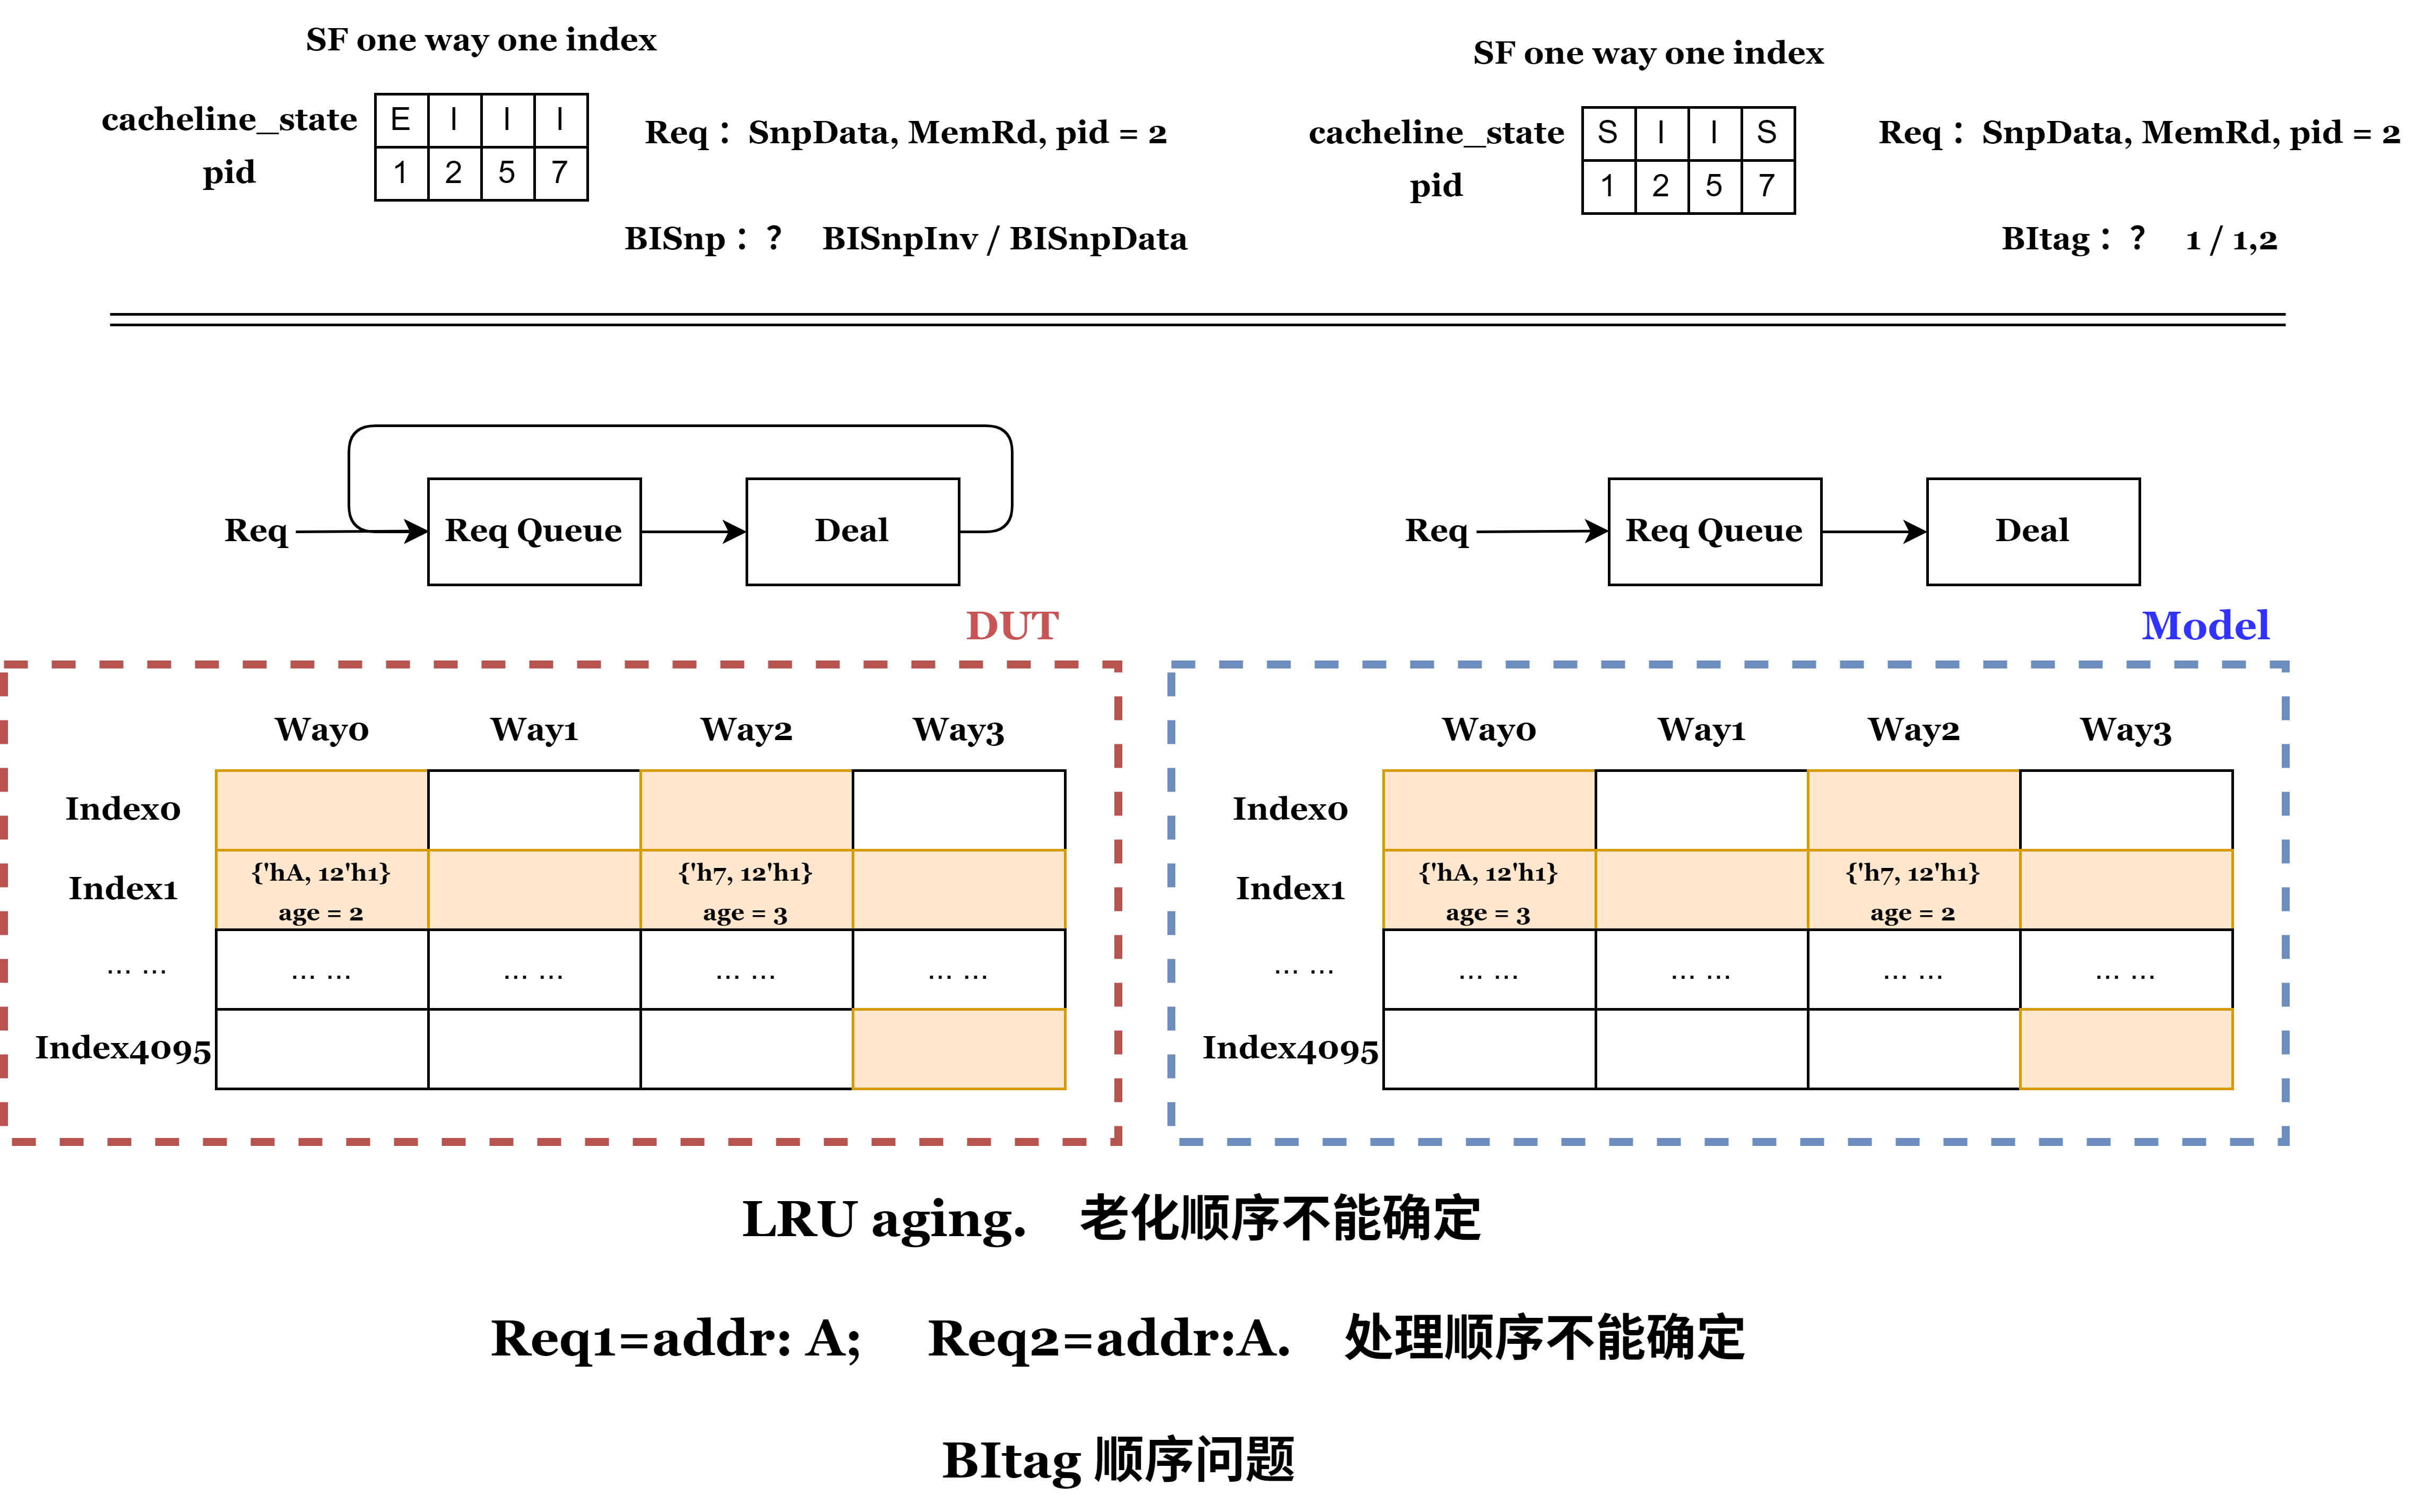 SF one way one index
cacheline_state E I I I
pid 1 2 5 7
Req： SnpData, MemRd, pid = 2
BISnp：？ BISnpInv / BISnpData
SF one way one index
cacheline_state S I I S
pid 1 2 5 7
Req： SnpData, MemRd, pid = 2
BItag：？ 1 / 1,2
Req
Req Queue
Deal
Req
Req Queue
Deal
DUT
Way0 Way1 Way2 Way3
Index0
Index1
{'hA, 12'h1}
age = 2
{'h7, 12'h1}
age = 3
... ... ... ... ... ... ... ... ... ...
Index4095
Model
Way0 Way1 Way2 Way3
Index0
Index1
{'hA, 12'h1}
age = 3
{'h7, 12'h1}
age = 2
... ... ... ... ... ... ... ... ... ...
Index4095
LRU aging. 老化顺序不能确定
Req1=addr: A; Req2=addr:A. 处理顺序不能确定
BItag 顺序问题